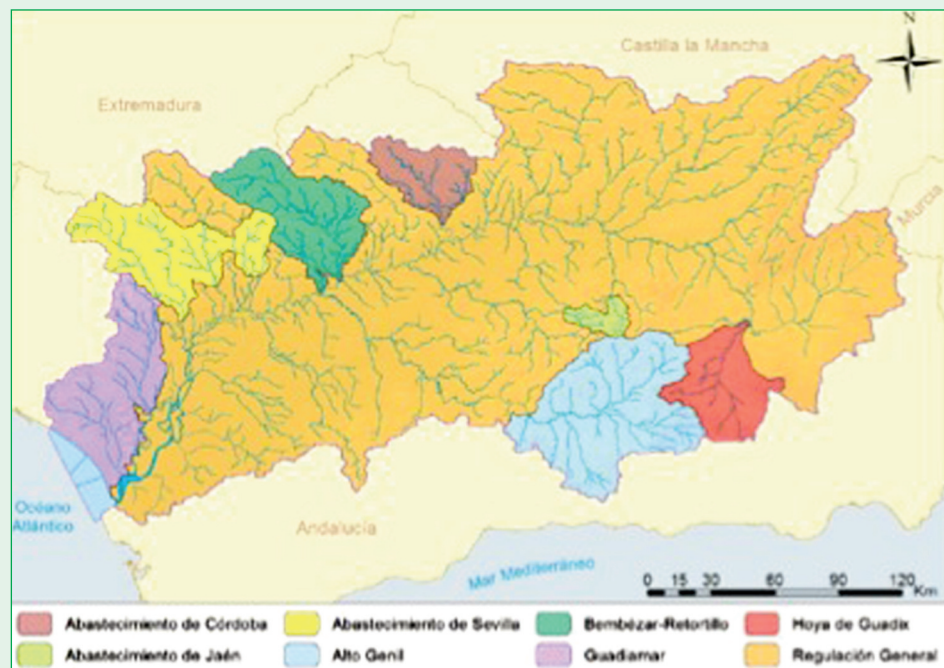 N
Castilla la Mancha
Extremadura
Murcia
Océano
Atlántico
Andalucía
Mar Mediterráneo
0 15 30 60 90 120
Km
Abastecimiento de Córdoba
Abastecimiento de Sevilla
Bembézar-Retortillo
Hoya de Guadix
Abastecimiento de Jaén
Alto Genil
Guadiamar
Regulación General